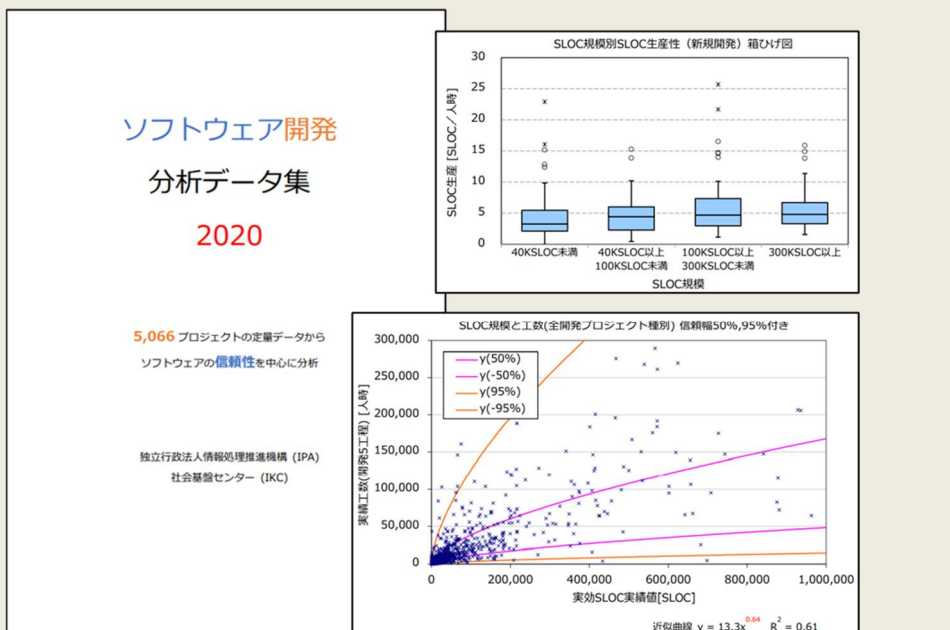 ソフトウェア開発
分析データ集
2020
5,066 プロジェクトの定量データから
ソフトウェアの信頼性を中心に分析
独立行政法人情報処理推進機構 (IPA)
社会基盤センター (IKC)
SLOC規模別SLOC生産性（新規開発）箱ひげ図
SLOC生産 [SLOC／人時]
30
25
20
15
10
5
0
40KSLOC未満
40KSLOC以上
100KSLOC未満
100KSLOC以上
300KSLOC未満
300KSLOC以上
SLOC規模
SLOC規模と工数(全開発プロジェクト種別) 信頼幅50%,95%付き
実績工数(開発5工程) [人時]
300,000
250,000
200,000
150,000
100,000
50,000
0
y(50%)
y(-50%)
y(95%)
y(-95%)
0
200,000
400,000
600,000
800,000
1,000,000
実効SLOC実績値[SLOC]
近似曲線 y = 13.3x^0.64 R^2 = 0.61